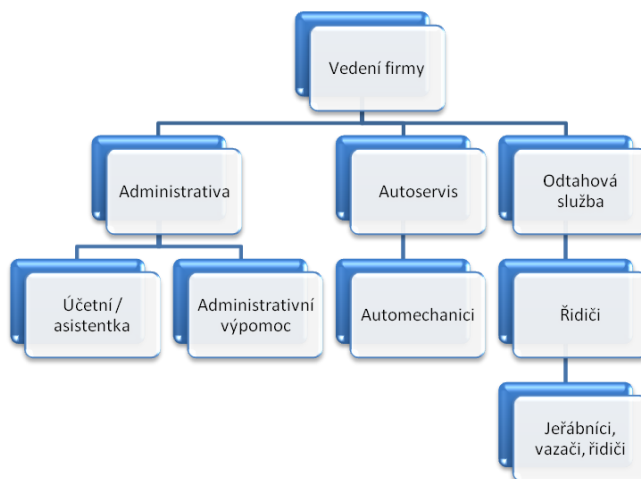 Vedení firmy
Administrativa
Autoservis
Odtahová
služba
Účetní /
asistentka
Administrativní
výpomoc
Automechanici
Řidiči
Jeřábníci,
vazači, řidiči